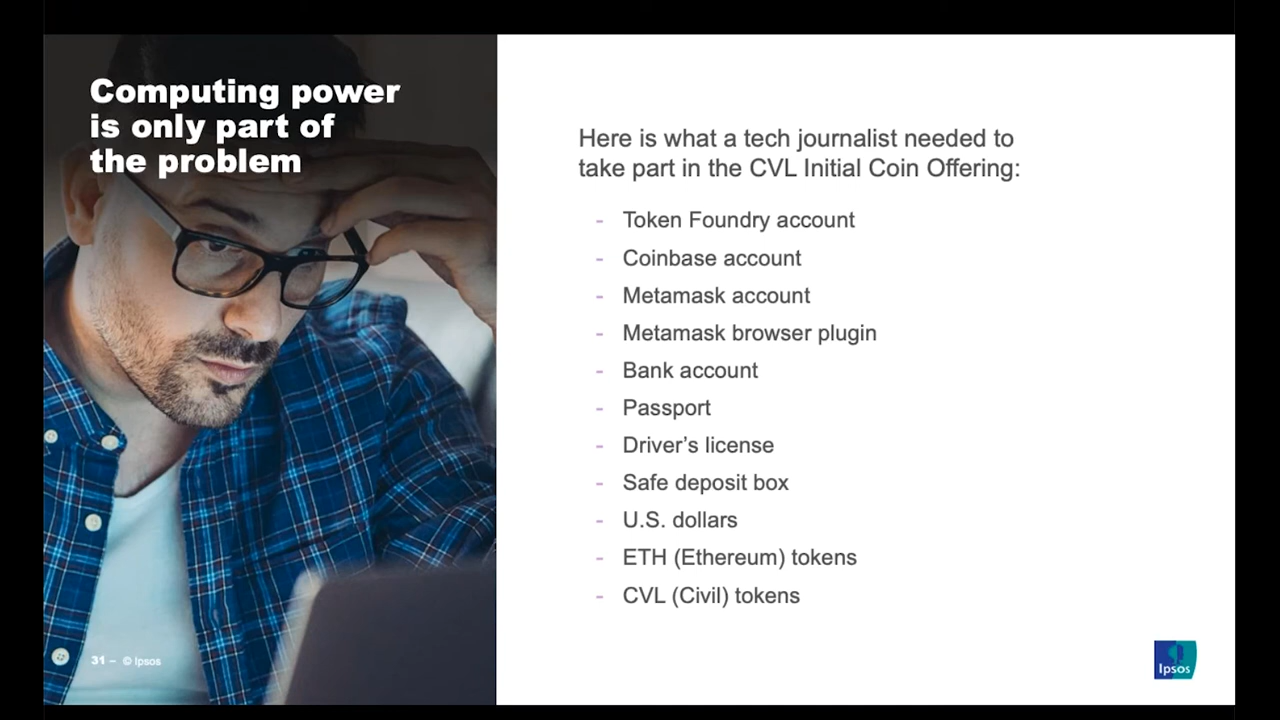 Computing power
is only part of
the problem
Here is what a tech journalist needed to
take part in the CVL Initial Coin Offering:
- Token Foundry account
- Coinbase account
- Metamask account
- Metamask browser plugin
- Bank account
- Passport
- Driver’s license
- Safe deposit box
- U.S. dollars
- ETH (Ethereum) tokens
- CVL (Civil) tokens
31 – © Ipsos
Ipsos